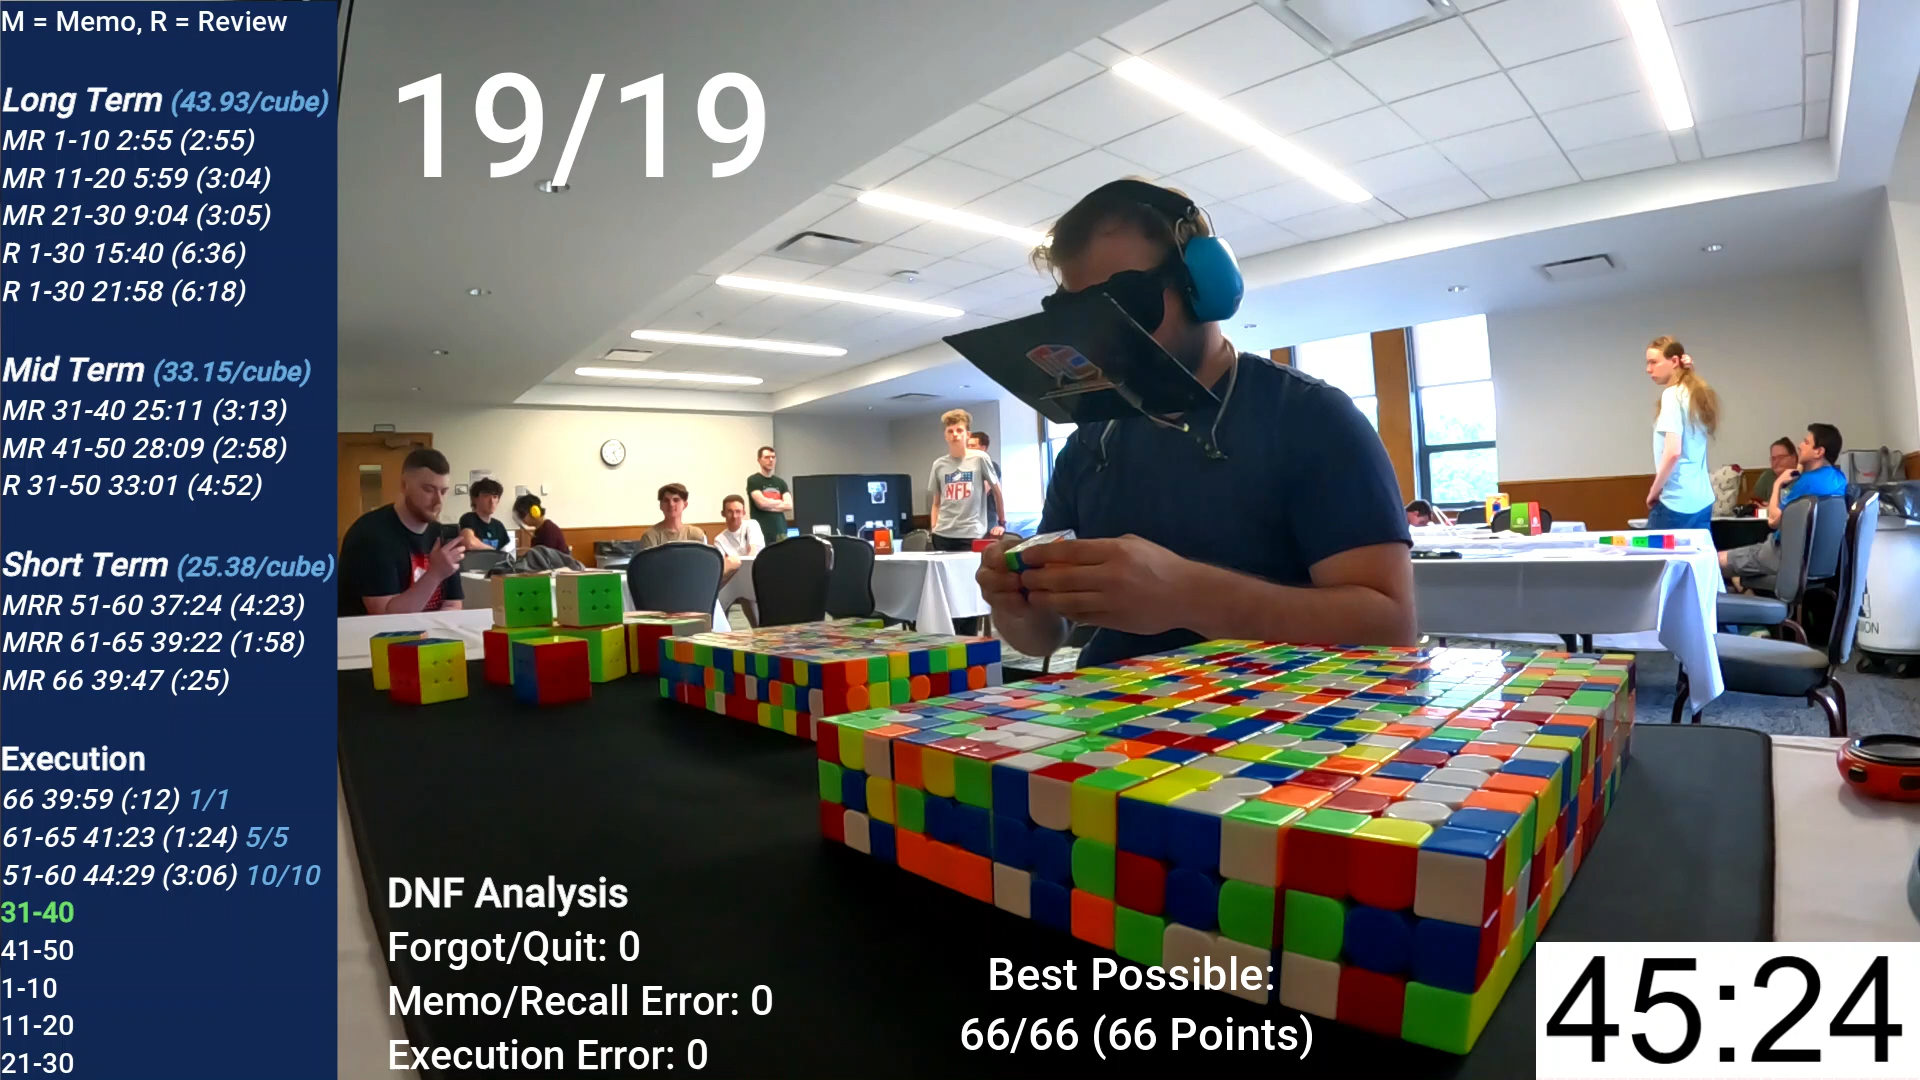 M = Memo, R = Review
Long Term (43.93/cube)
MR 1-10 2:55 (2:55)
MR 11-20 5:59 (3:04)
MR 21-30 9:04 (3:05)
R 1-30 15:40 (6:36)
R 1-30 21:58 (6:18)
Mid Term (33.15/cube)
MR 31-40 25:11 (3:13)
MR 41-50 28:09 (2:58)
R 31-50 33:01 (4:52)
Short Term (25.38/cube)
MRR 51-60 37:24 (4:23)
MRR 61-65 39:22 (1:58)
MR 66 39:47 (:25)
Execution
66 39:59 (:12) 1/1
61-65 41:23 (1:24) 5/5
51-60 44:29 (3:06) 10/10
31-40
41-50
1-10
11-20
21-30
19/19
NFL
DNF Analysis
Forgot/Quit: 0
Memo/Recall Error: 0
Execution Error: 0
Best Possible:
66/66 (66 Points)
45:24